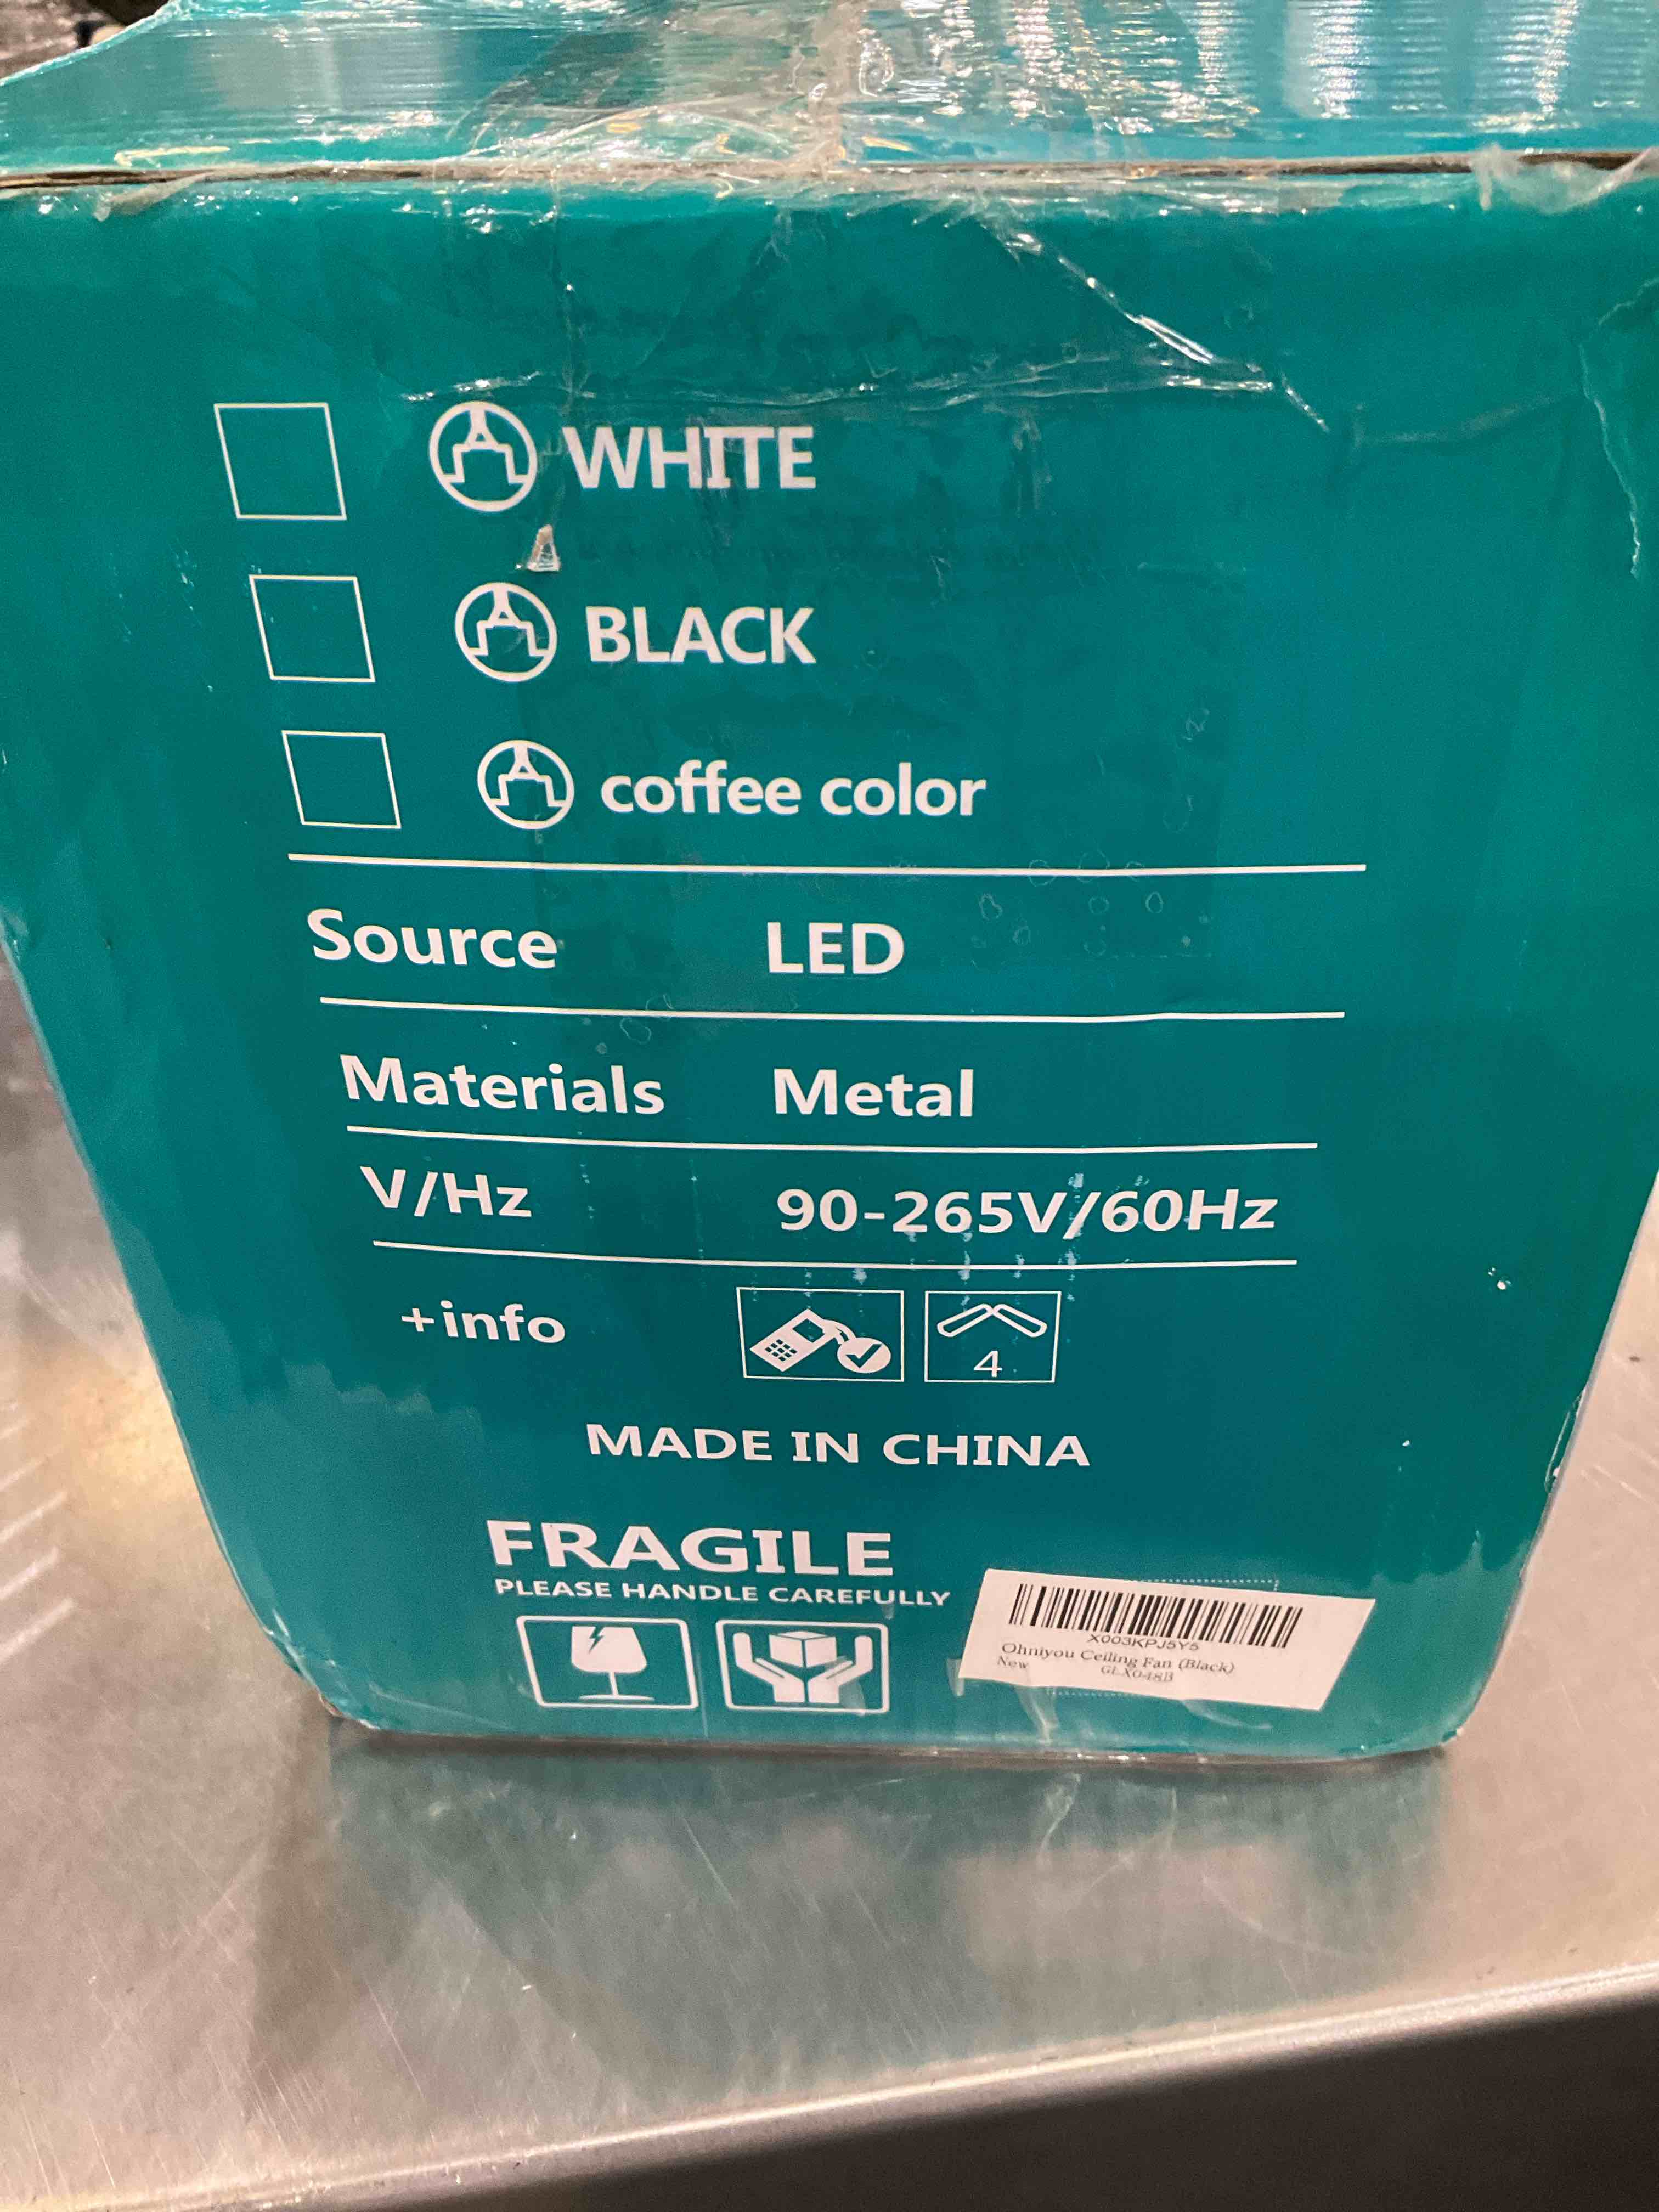 WHITE
BLACK
coffee color
Source LED
Materials Metal
V/Hz 90-265V/60Hz
+info
4
MADE IN CHINA
FRAGILE
PLEASE HANDLE CAREFULLY
X003KPJ5Y5
Ohniyou Ceiling Fan (Black)
New
GLX048B